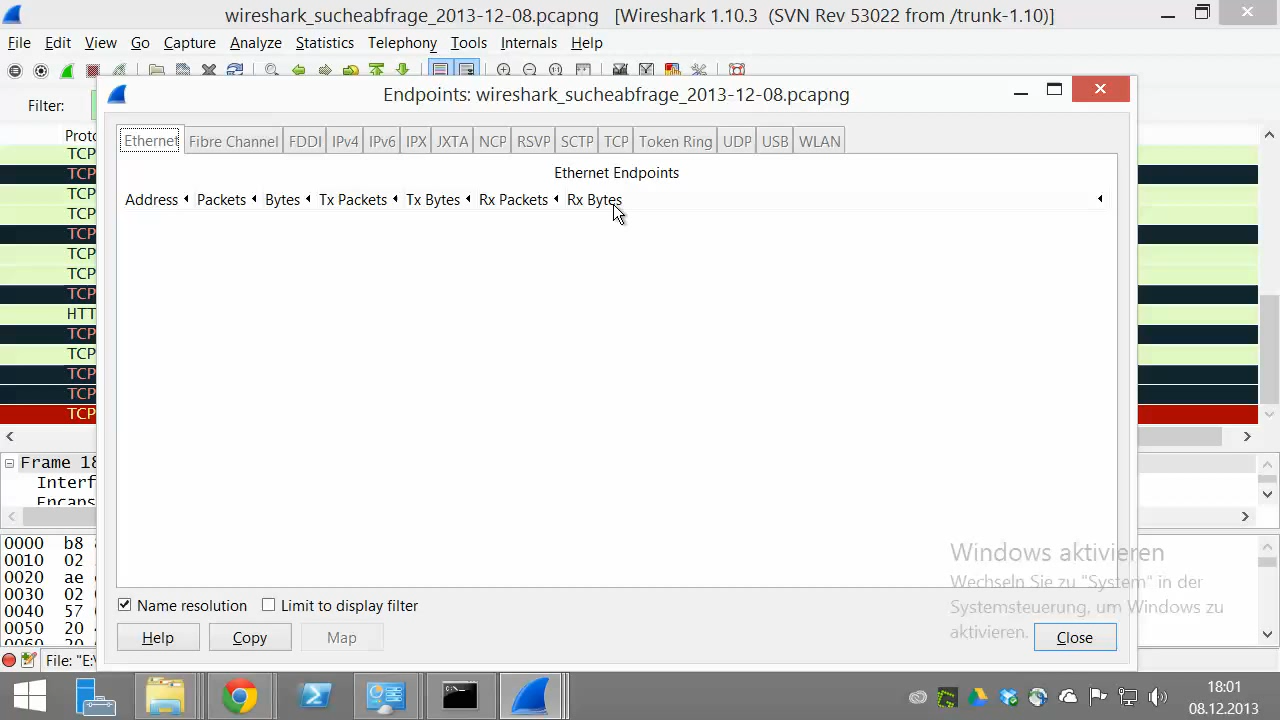 wireshark_sucheabfrage_2013-12-08.pcapng [Wireshark 1.10.3 (SVN Rev 53022 from /trunk-1.10)]
File Edit View Go Capture Analyze Statistics Telephony Tools Internals Help
Filter:
Endpoints: wireshark_sucheabfrage_2013-12-08.pcapng
Ethernet Fibre Channel FDDI IPv4 IPv6 IPX JXTA NCP RSVP SCTP TCP Token Ring UDP USB WLAN
Ethernet Endpoints
Address Packets Bytes Tx Packets Tx Bytes Rx Packets Rx Bytes
Proto
TCP
TCP
TCP
TCP
TCP
TCP
TCP
TCP
HTT
TCP
TCP
TCP
TCP
TCP
Frame 18
Interf
Encaps
0000 b8
0010 02
0020 ae
0030 02
0040 57
0050 20
0060 20
Name resolution Limit to display filter
Help Copy Map Close
Windows aktivieren
Wechseln Sie zu "System" in der
Systemsteuerung, um Windows zu
aktivieren.
File: "E:\
18:01
08.12.2013